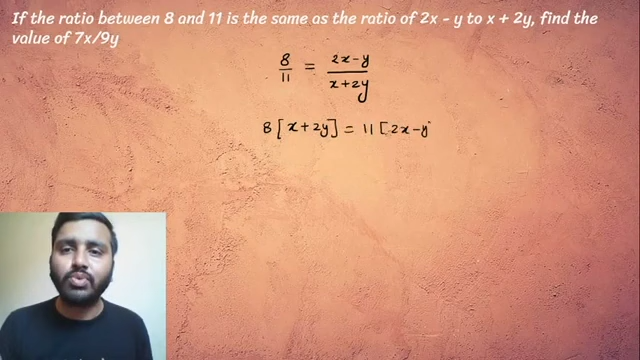 If the ratio between 8 and 11 is the same as the ratio of 2x - y to x + 2y, find the
value of 7x/9y
8/11 = 2x-y/x+2y
8[x+2y] = 11[2x-y